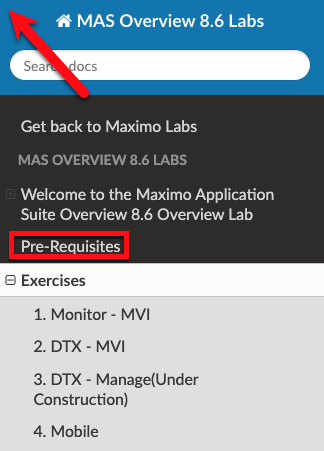 MAS Overview 8.6 Labs
Search docs
Get back to Maximo Labs
MAS OVERVIEW 8.6 LABS
Welcome to the Maximo Application
Suite Overview 8.6 Overview Lab
Pre-Requisites
Exercises
1. Monitor - MVI
2. DTX - MVI
3. DTX - Manage(Under
Construction)
4. Mobile